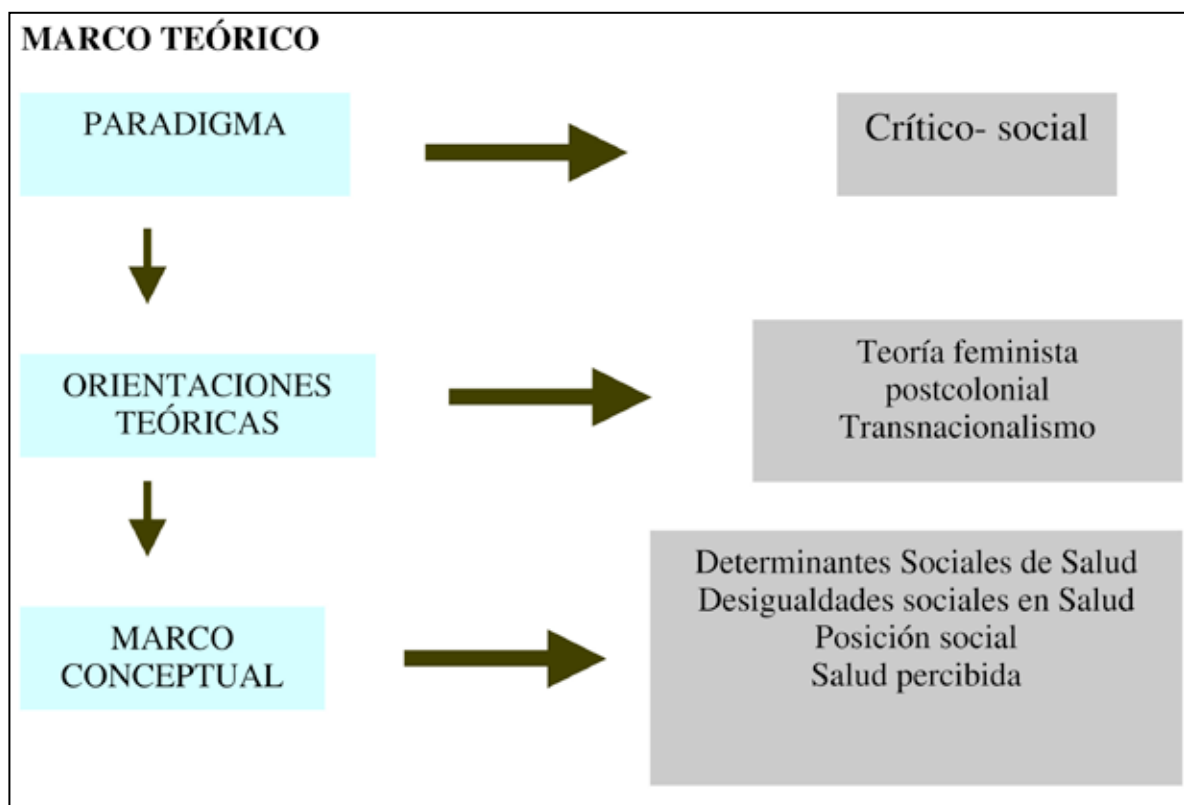 MARCO TEÓRICO
PARADIGMA
Crítico- social
ORIENTACIONES
TEÓRICAS
Teoría feminista
postcolonial
Transnacionalismo
MARCO
CONCEPTUAL
Determinantes Sociales de Salud
Desigualdades sociales en Salud
Posición social
Salud percibida